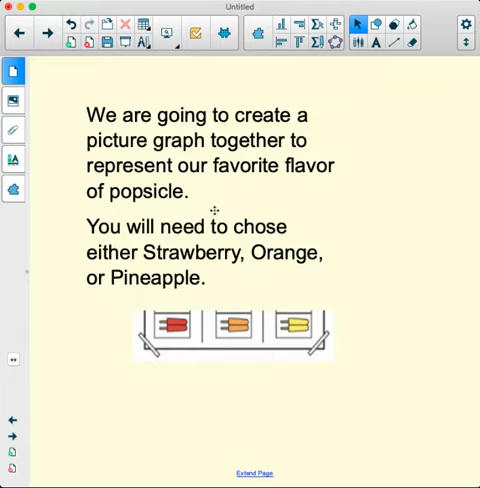 Untitled
We are going to create a
picture graph together to
represent our favorite flavor
of popsicle.
You will need to chose
either Strawberry, Orange,
or Pineapple.
Extend Page